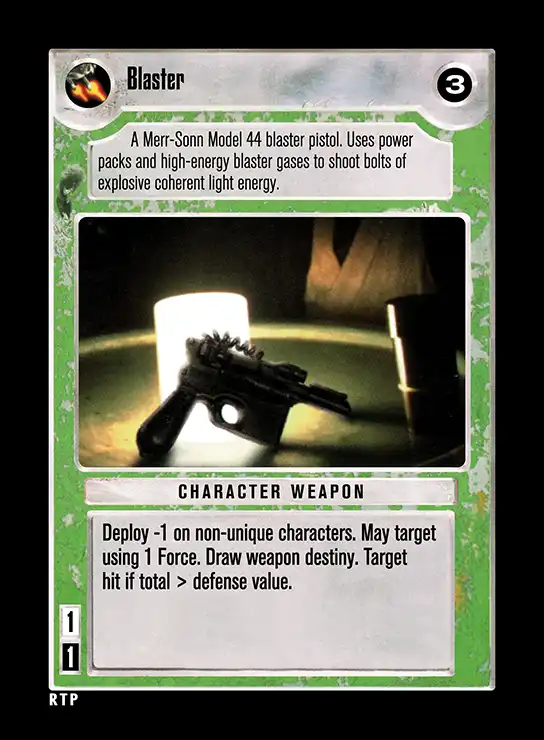 Blaster
3
A Merr-Sonn Model 44 blaster pistol. Uses power
packs and high-energy blaster gases to shoot bolts of
explosive coherent light energy.
CHARACTER WEAPON
Deploy -1 on non-unique characters. May target
using 1 Force. Draw weapon destiny. Target
hit if total > defense value.
1
1
RTP